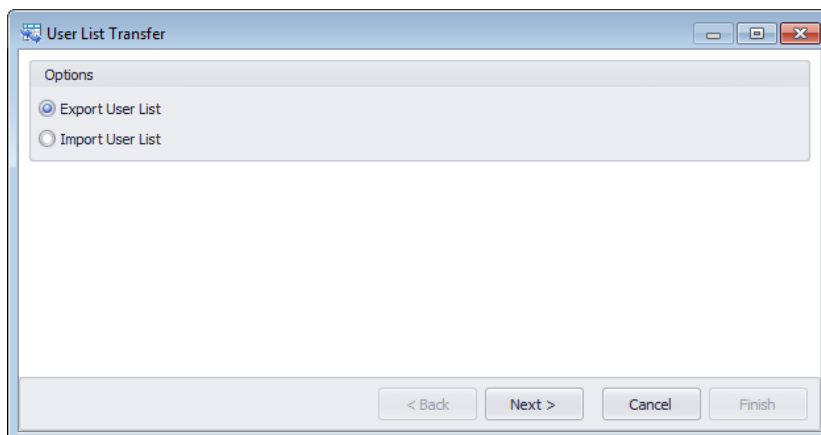 User List Transfer
Options
Export User List
Import User List
< Back Next > Cancel Finish